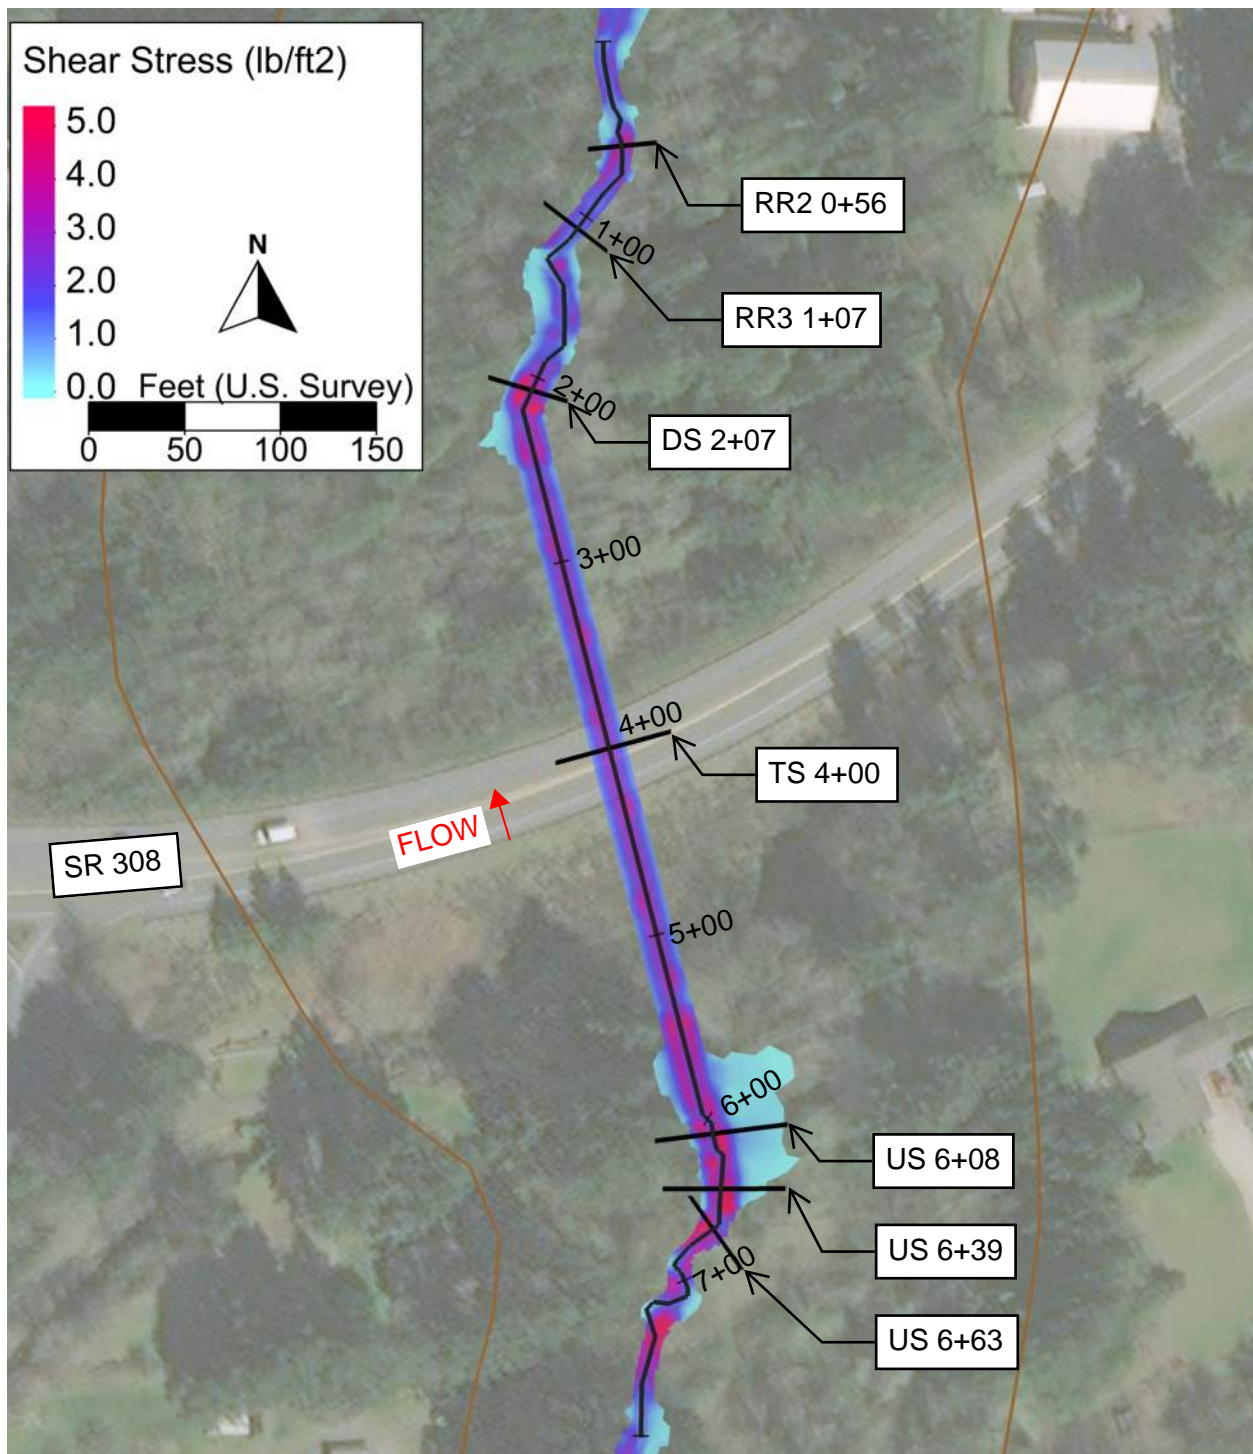 Shear Stress (lb/ft2)
5.0
4.0
3.0
2.0
1.0
0.0
N
Feet (U.S. Survey)
0 50 100 150
RR2 0+56
1+00
RR3 1+07
2+00
DS 2+07
3+00
4+00
TS 4+00
FLOW
SR 308
5+00
6+00
US 6+08
US 6+39
7+00
US 6+63